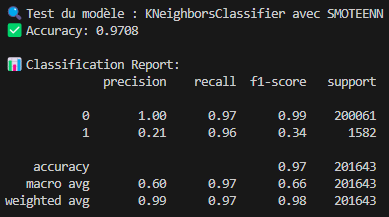 🔍 Test du modèle : KNeighborsClassifier avec SMOTEENN
✅ Accuracy: 0.9708
📊 Classification Report:
precision recall f1-score support
0 1.00 0.97 0.99 200061
1 0.21 0.96 0.34 1582
accuracy 0.97 201643
macro avg 0.60 0.97 0.66 201643
weighted avg 0.99 0.97 0.98 201643